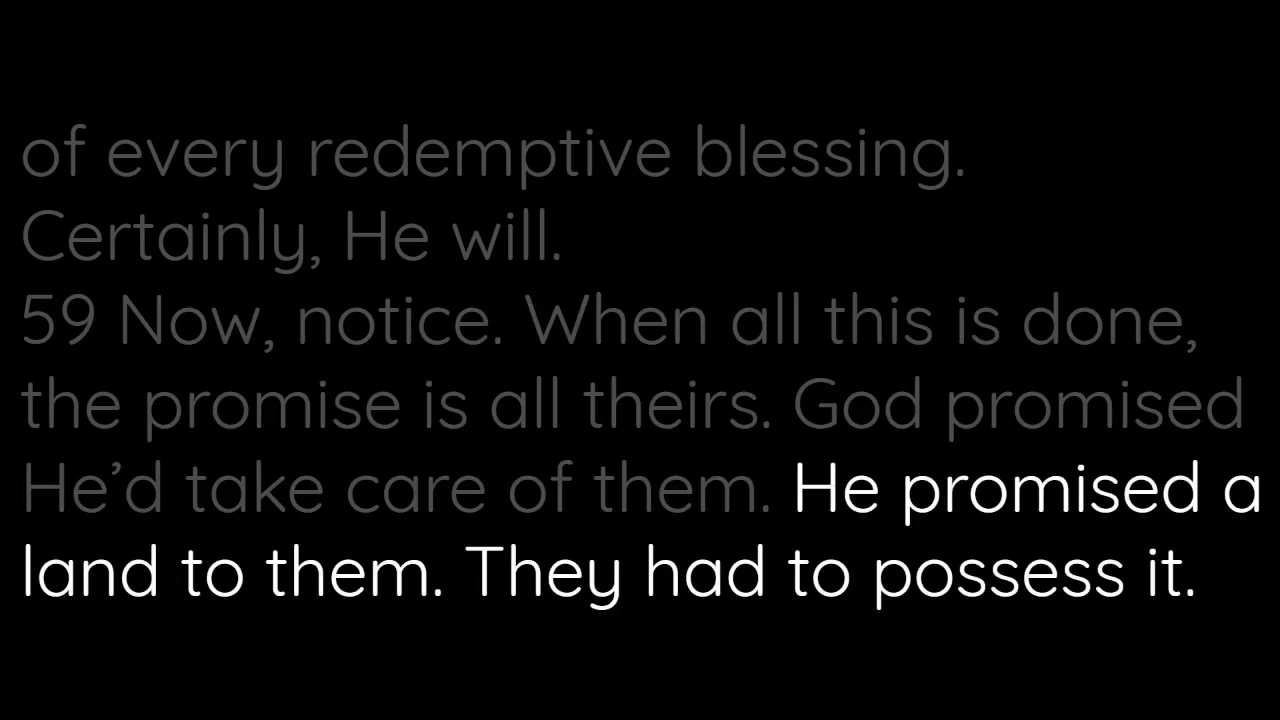 of every redemptive blessing.
Certainly, He will.
59 Now, notice. When all this is done,
the promise is all theirs. God promised
He’d take care of them. He promised a
land to them. They had to possess it.